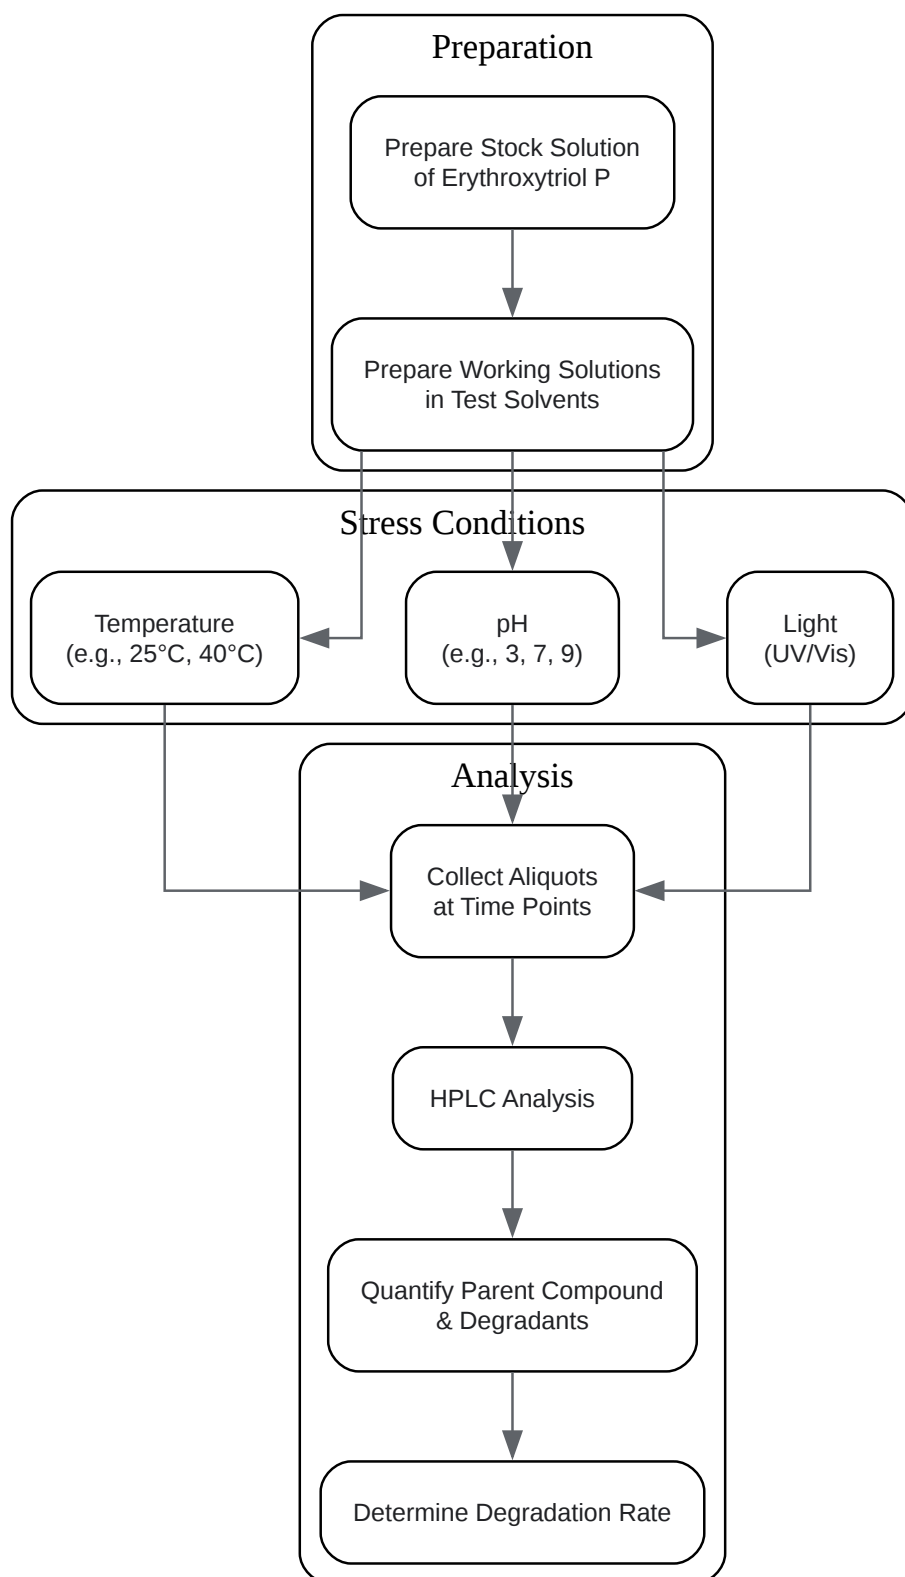 Preparation
Prepare Stock Solution
of Erythroxytriol P
Prepare Working Solutions
in Test Solvents
Stress Conditions
Temperature
(e.g., 25°C, 40°C)
pH
(e.g., 3, 7, 9)
Light
(UV/Vis)
Analysis
Collect Aliquots
at Time Points
HPLC Analysis
Quantify Parent Compound
& Degradants
Determine Degradation Rate